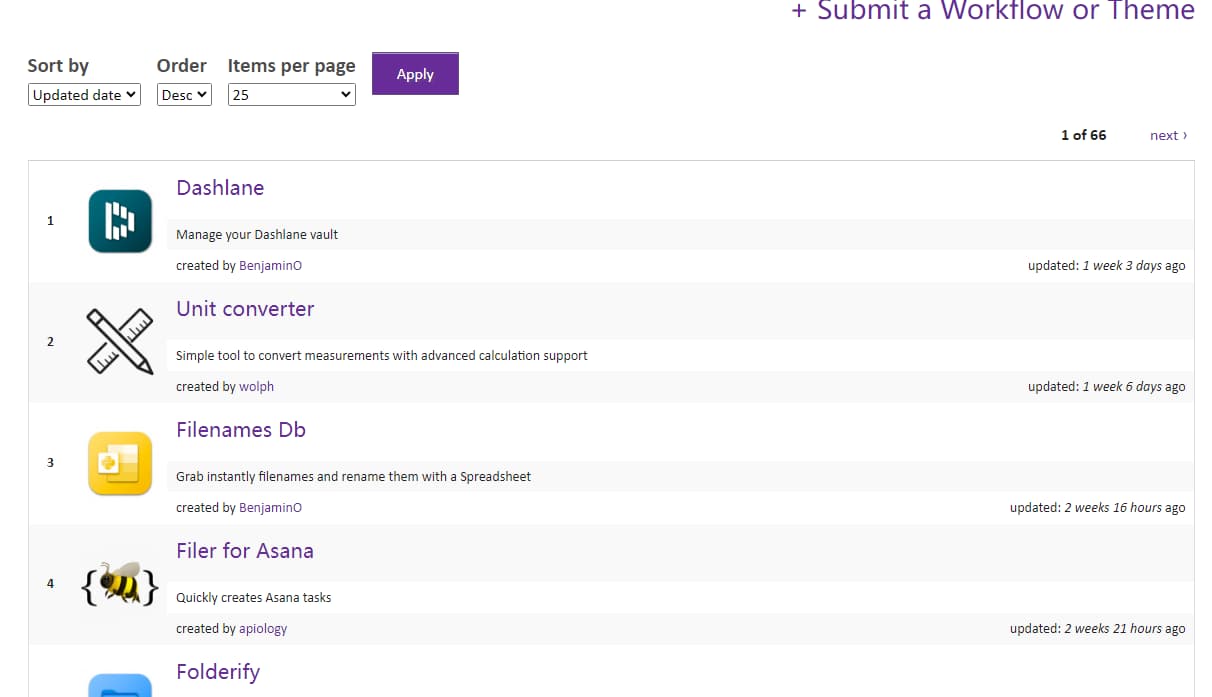 + Submit a Workflow or Theme
Sort by Order Items per page
Updated date Desc 25 Apply
1 of 66 next ›
Dashlane
1
Manage your Dashlane vault
created by BenjaminO updated: 1 week 3 days ago
Unit converter
2
Simple tool to convert measurements with advanced calculation support
created by wolph updated: 1 week 6 days ago
Filenames Db
3
Grab instantly filenames and rename them with a Spreadsheet
created by BenjaminO updated: 2 weeks 16 hours ago
Filer for Asana
4
Quickly creates Asana tasks
created by apiology updated: 2 weeks 21 hours ago
Folderify